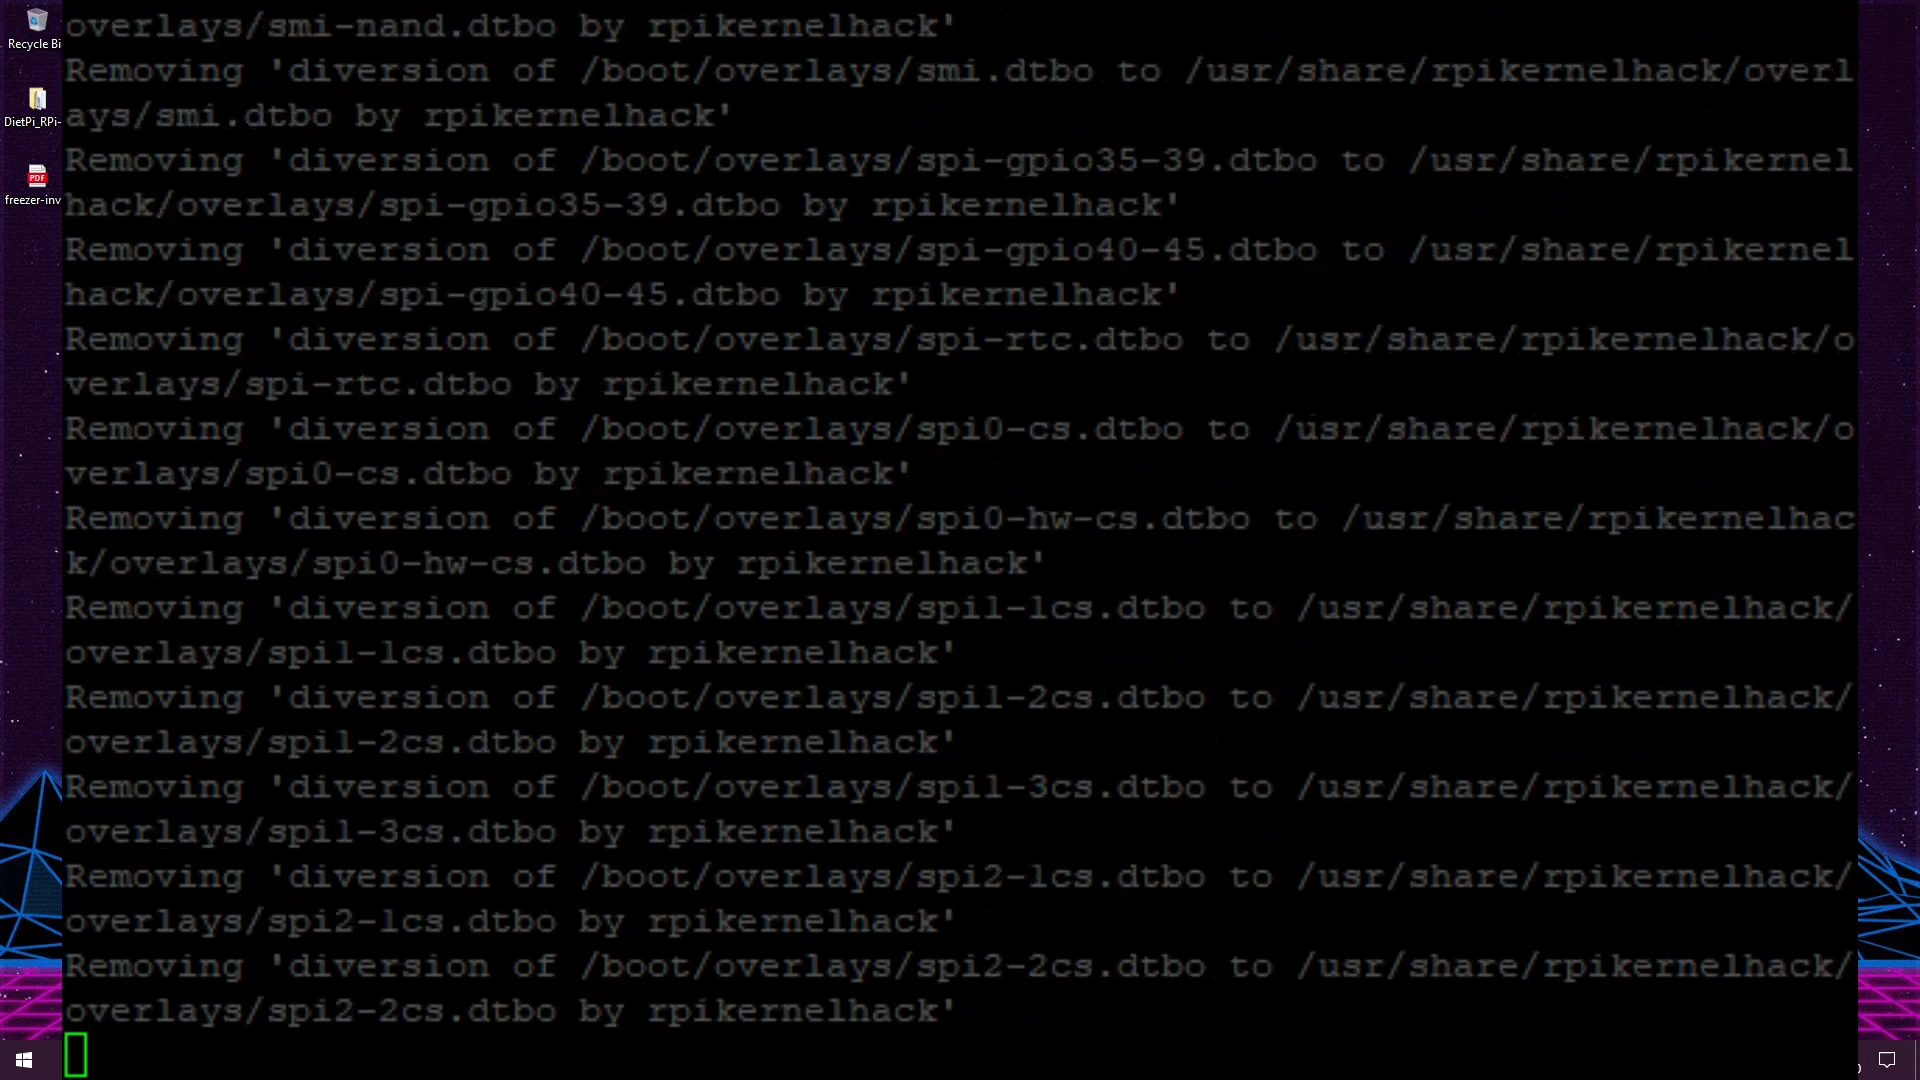 Recycle Bi
DietPi_RPi-
PDF
freezer-inv
overlays/smi-nand.dtbo by rpikernelhack'
Removing 'diversion of /boot/overlays/smi.dtbo to /usr/share/rpikernelhack/overl
ays/smi.dtbo by rpikernelhack'
Removing 'diversion of /boot/overlays/spi-gpio35-39.dtbo to /usr/share/rpikernel
hack/overlays/spi-gpio35-39.dtbo by rpikernelhack'
Removing 'diversion of /boot/overlays/spi-gpio40-45.dtbo to /usr/share/rpikernel
hack/overlays/spi-gpio40-45.dtbo by rpikernelhack'
Removing 'diversion of /boot/overlays/spi-rtc.dtbo to /usr/share/rpikernelhack/o
verlays/spi-rtc.dtbo by rpikernelhack'
Removing 'diversion of /boot/overlays/spi0-cs.dtbo to /usr/share/rpikernelhack/o
verlays/spi0-cs.dtbo by rpikernelhack'
Removing 'diversion of /boot/overlays/spi0-hw-cs.dtbo to /usr/share/rpikernelhac
k/overlays/spi0-hw-cs.dtbo by rpikernelhack'
Removing 'diversion of /boot/overlays/spi1-1cs.dtbo to /usr/share/rpikernelhack/
overlays/spi1-1cs.dtbo by rpikernelhack'
Removing 'diversion of /boot/overlays/spi1-2cs.dtbo to /usr/share/rpikernelhack/
overlays/spi1-2cs.dtbo by rpikernelhack'
Removing 'diversion of /boot/overlays/spi1-3cs.dtbo to /usr/share/rpikernelhack/
overlays/spi1-3cs.dtbo by rpikernelhack'
Removing 'diversion of /boot/overlays/spi2-1cs.dtbo to /usr/share/rpikernelhack/
overlays/spi2-1cs.dtbo by rpikernelhack'
Removing 'diversion of /boot/overlays/spi2-2cs.dtbo to /usr/share/rpikernelhack/
overlays/spi2-2cs.dtbo by rpikernelhack'